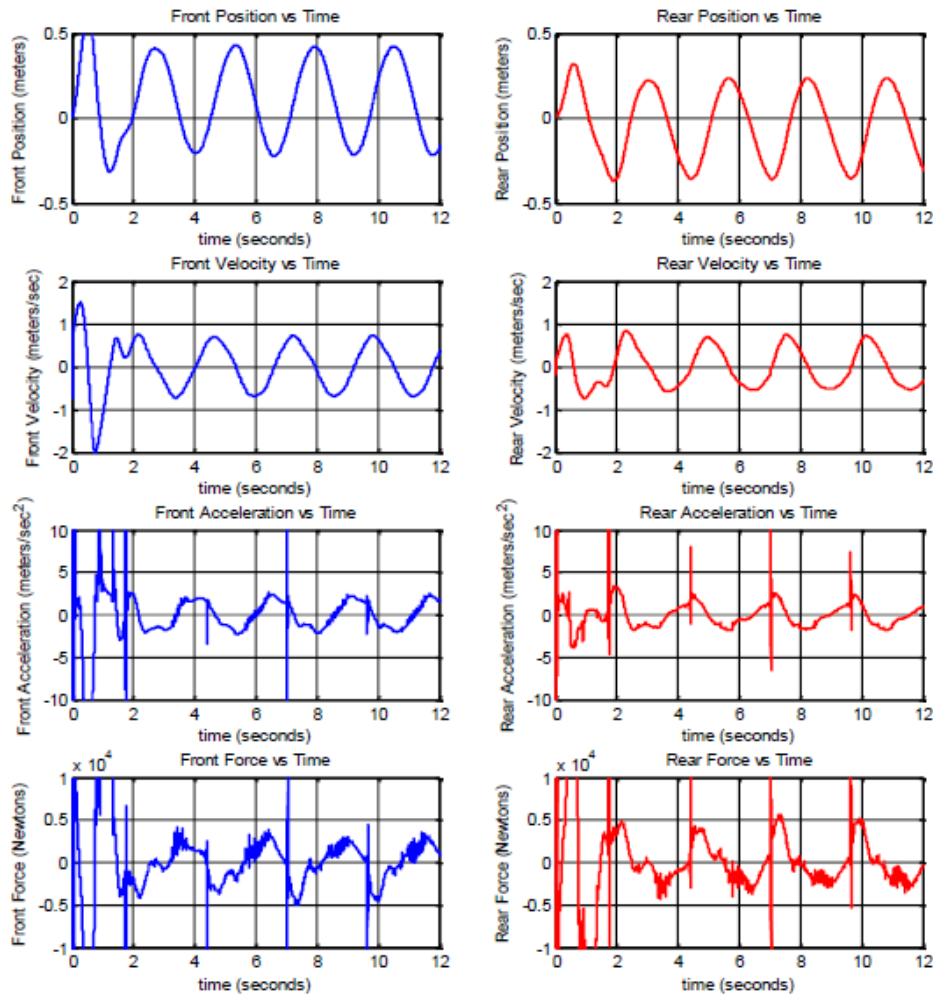 Front Position vs Time
Front Position (meters)
0.5
0
-0.5
0 2 4 6 8 10 12
time (seconds)
Rear Position vs Time
Rear Position (meters)
0.5
0
-0.5
0 2 4 6 8 10 12
time (seconds)
Front Velocity vs Time
Front Velocity (meters/sec)
2
1
0
-1
-2
0 2 4 6 8 10 12
time (seconds)
Rear Velocity vs Time
Rear Velocity (meters/sec)
2
1
0
-1
-2
0 2 4 6 8 10 12
time (seconds)
Front Acceleration vs Time
Front Acceleration (meters/sec²)
10
5
0
-5
-10
0 2 4 6 8 10 12
time (seconds)
Rear Acceleration vs Time
Rear Acceleration (meters/sec²)
10
5
0
-5
-10
0 2 4 6 8 10 12
time (seconds)
Front Force vs Time
x 10⁴
Front Force (Newtons)
1
0.5
0
-0.5
-1
0 2 4 6 8 10 12
time (seconds)
Rear Force vs Time
x 10⁴
Rear Force (Newtons)
1
0.5
0
-0.5
-1
0 2 4 6 8 10 12
time (seconds)